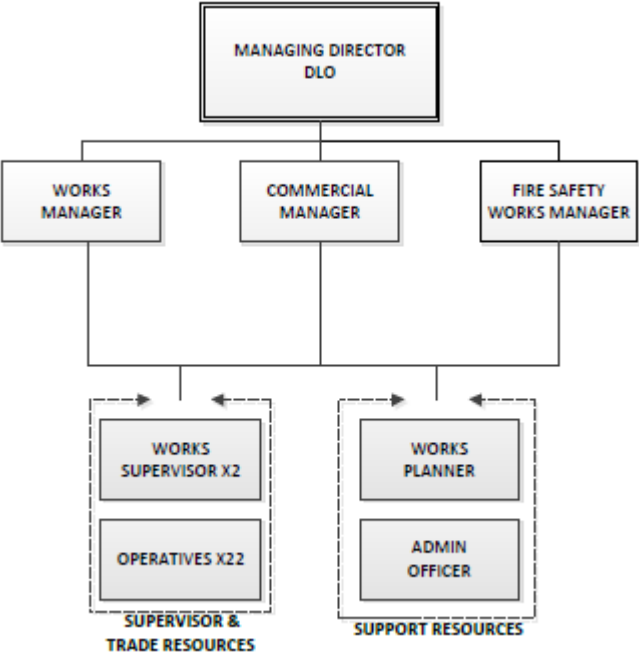 MANAGING DIRECTOR
DLO
WORKS
MANAGER
COMMERCIAL
MANAGER
FIRE SAFETY
WORKS MANAGER
WORKS
SUPERVISOR X2
OPERATIVES X22
SUPERVISOR &
TRADE RESOURCES
WORKS
PLANNER
ADMIN
OFFICER
SUPPORT RESOURCES